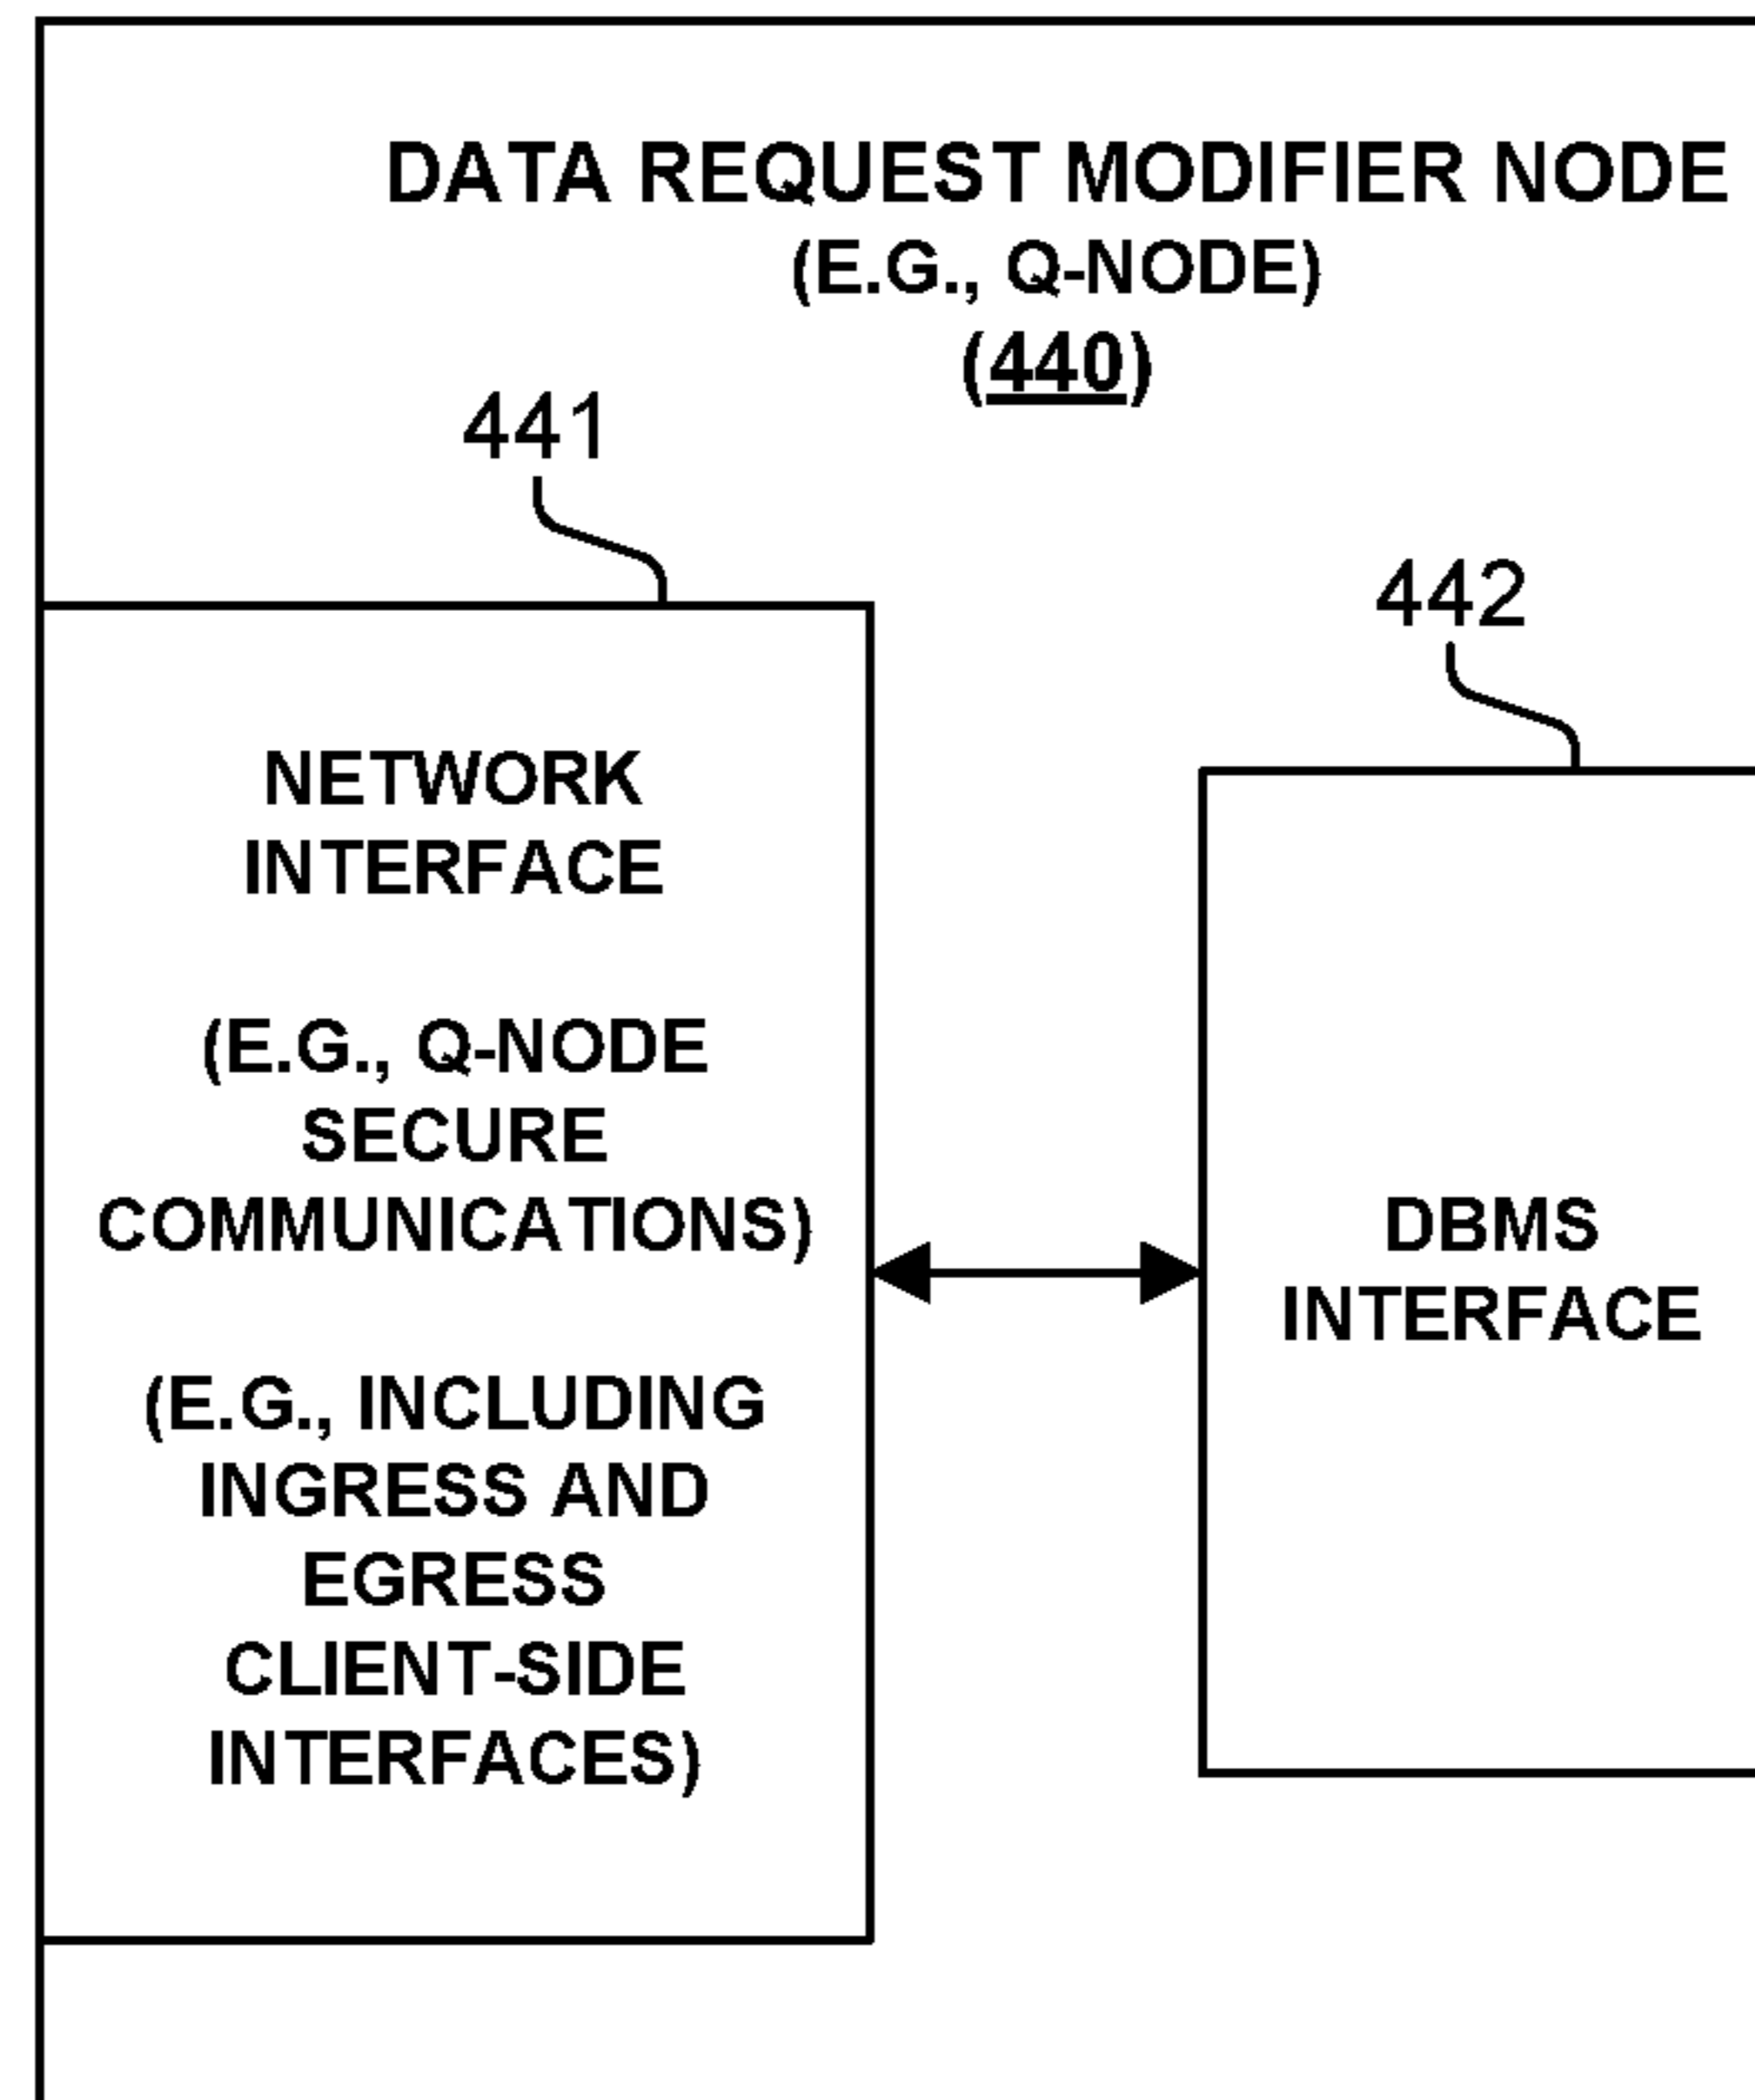 DATA REQUEST MODIFIER NODE
(E.G., Q-NODE)
(440)
441
442
NETWORK
INTERFACE
(E.G., Q-NODE
SECURE
COMMUNICATIONS)
(E.G., INCLUDING
INGRESS AND
EGRESS
CLIENT-SIDE
INTERFACES)
DBMS
INTERFACE